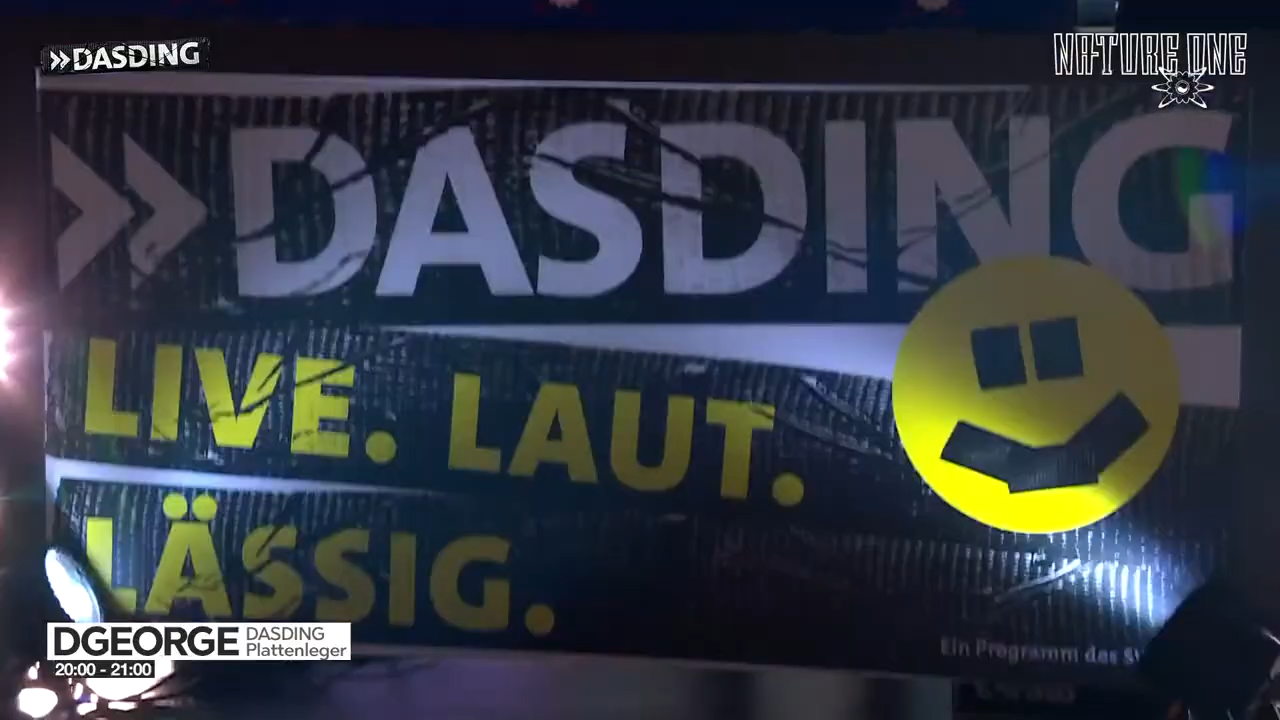 »DASDING
NATURE ONE
»DASDING
LIVE. LAUT.
LÄSSIG.
DGEORGE DASDING
Plattenleger
20:00 - 21:00
Ein Programm des